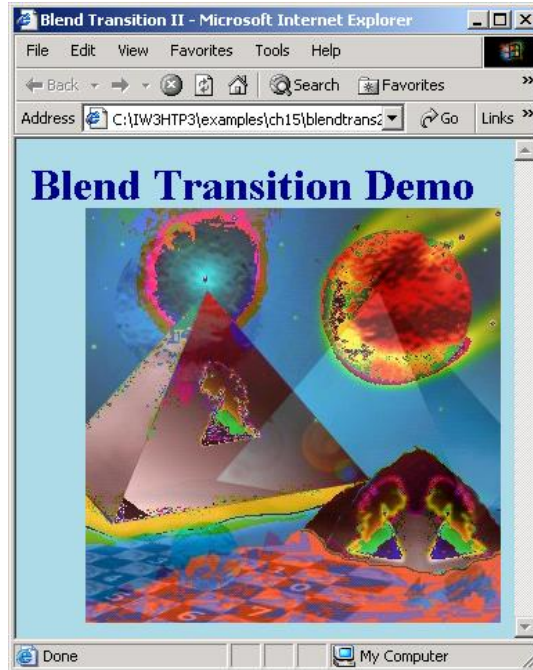 Blend Transition II - Microsoft Internet Explorer
File Edit View Favorites Tools Help
Back Search Favorites »
Address C:\IW3HTP3\examples\ch15\blendtrans2 Go Links »
Blend Transition Demo
Done My Computer